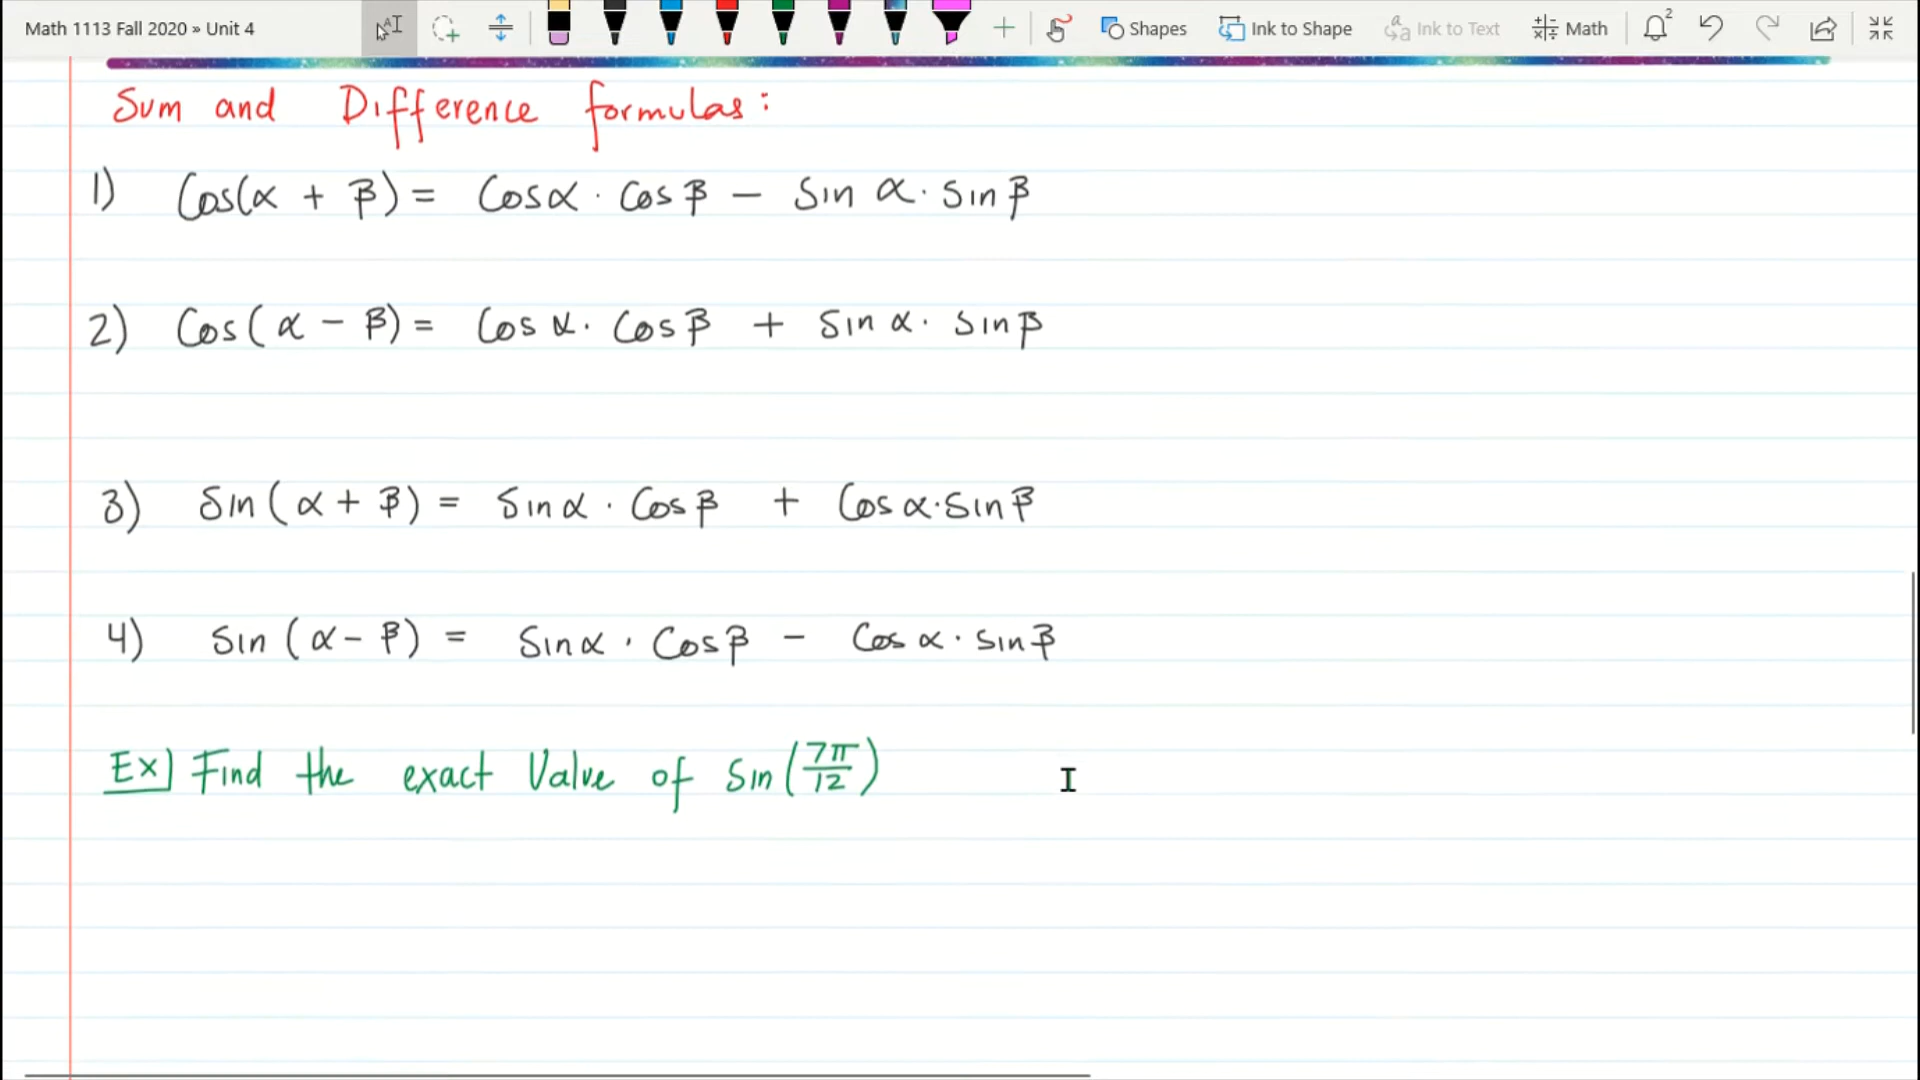 Math 1113 Fall 2020 » Unit 4
Shapes
Ink to Shape
Ink to Text
Math
2
Sum and Difference formulas:
1) Cos(α + β) = Cosα · Cosβ − Sin α · Sinβ
2) Cos(α − β) = Cosα · Cosβ + Sinα · Sinβ
3) Sin(α + β) = Sinα · Cosβ + Cosα·Sinβ
4) Sin(α − β) = Sinα · Cosβ − Cosα · Sinβ
Ex) Find the exact Value of Sin(7π/12)